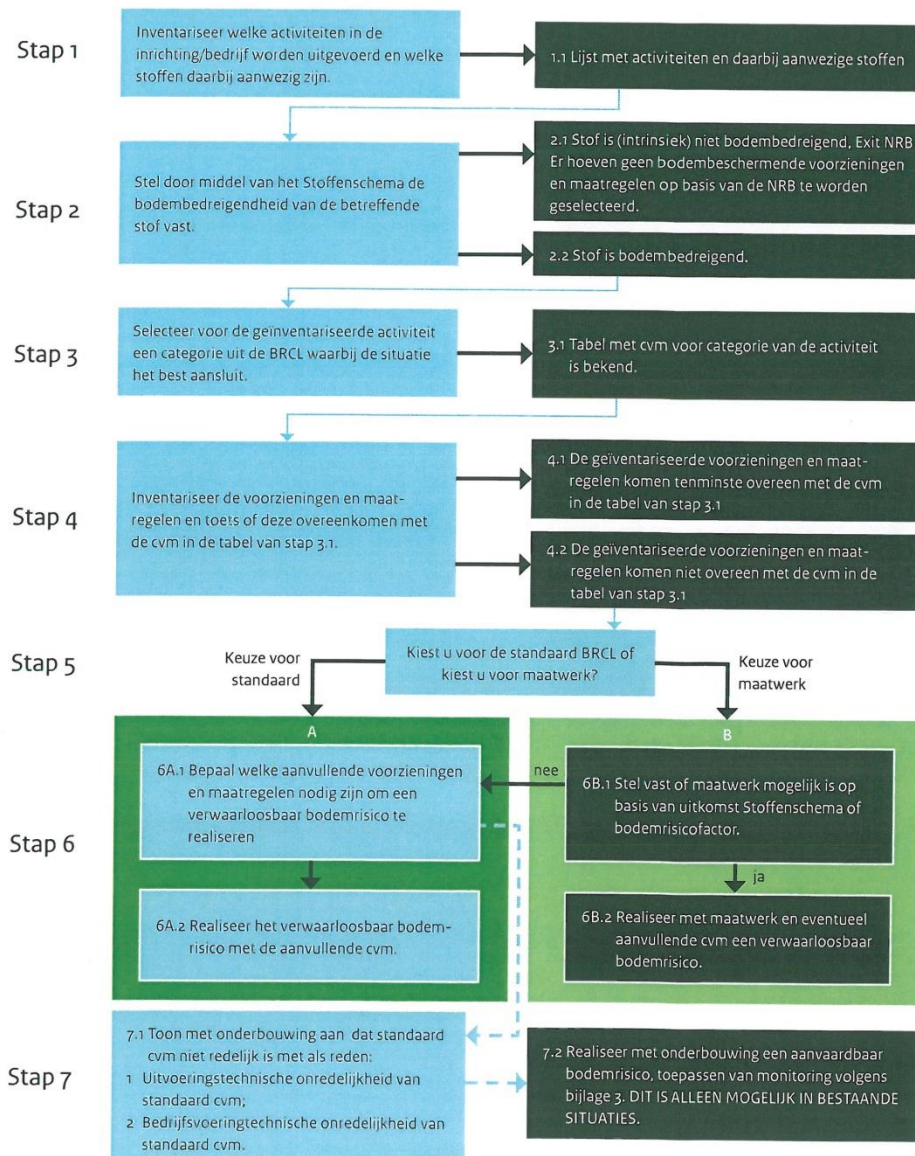 Stap 1
Inventariseer welke activiteiten in de
inrichting/bedrijf worden uitgevoerd en welke
stoffen daarbij aanwezig zijn.
1.1 Lijst met activiteiten en daarbij aanwezige stoffen
Stap 2
Stel door middel van het Stoffenschema de
bodembedreigendheid van de betreffende
stof vast.
2.1 Stof is (intrinsiek) niet bodembedreigend, Exit NRB
Er hoeven geen bodembeschermende voorzieningen
en maatregelen op basis van de NRB te worden
geselecteerd.
2.2 Stof is bodembedreigend.
Stap 3
Selecteer voor de geïnventariseerde activiteit
een categorie uit de BRCL waarbij de situatie
het best aansluit.
3.1 Tabel met cvm voor categorie van de activiteit
is bekend.
Stap 4
Inventariseer de voorzieningen en maat-
regelen en toets of deze overeenkomen met
de cvm in de tabel van stap 3.1.
4.1 De geïventariseerde voorzieningen en maat-
regelen komen tenminste overeen met de cvm
in de tabel van stap 3.1
4.2 De geïventariseerde voorzieningen en maat-
regelen komen niet overeen met de cvm in de
tabel van stap 3.1
Stap 5
Kiest u voor de standaard BRCL of
kiest u voor maatwerk?
Keuze voor
standaard
Keuze voor
maatwerk
Stap 6
A
6A.1 Bepaal welke aanvullende voorzieningen
en maatregelen nodig zijn om een
verwaarloosbaar bodemrisico te
realiseren
6A.2 Realiseer het verwaarloosbaar bodem-
risico met de aanvullende cvm.
nee
B
6B.1 Stel vast of maatwerk mogelijk is op
basis van uitkomst Stoffenschema of
bodemrisicofactor.
ja
6B.2 Realiseer met maatwerk en eventueel
aanvullende cvm een verwaarloosbaar
bodemrisico.
Stap 7
7.1 Toon met onderbouwing aan dat standaard
cvm niet redelijk is met als reden:
1 Uitvoeringstechnische onredelijkheid van
standaard cvm;
2 Bedrijfsvoeringtechnische onredelijkheid van
standaard cvm.
7.2 Realiseer met onderbouwing een aanvaardbaar
bodemrisico, toepassen van monitoring volgens
bijlage 3. DIT IS ALLEEN MOGELIJK IN BESTAANDE
SITUATIES.